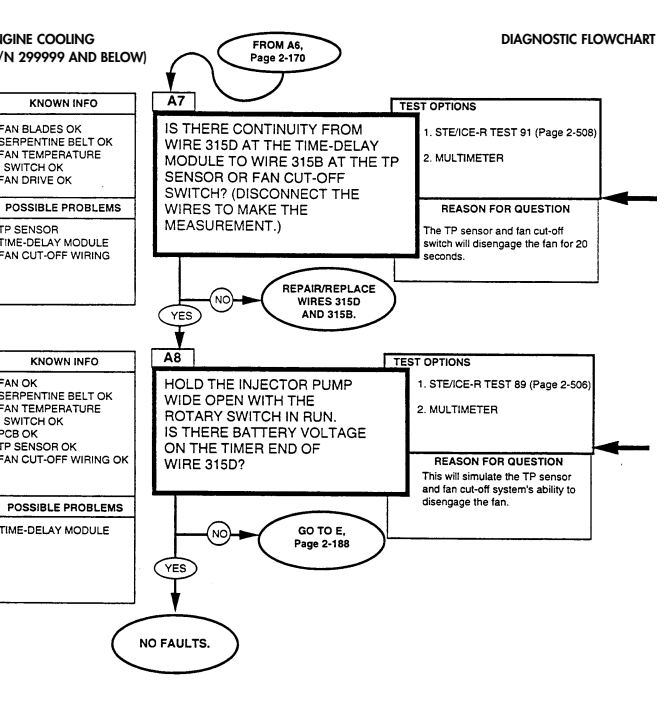 NGINE COOLING
/N 299999 AND BELOW)
DIAGNOSTIC FLOWCHART
FROM A6,
Page 2-170
KNOWN INFO
FAN BLADES OK
SERPENTINE BELT OK
FAN TEMPERATURE
SWITCH OK
FAN DRIVE OK
POSSIBLE PROBLEMS
TP SENSOR
TIME-DELAY MODULE
FAN CUT-OFF WIRING
A7
IS THERE CONTINUITY FROM
WIRE 315D AT THE TIME-DELAY
MODULE TO WIRE 315B AT THE TP
SENSOR OR FAN CUT-OFF
SWITCH? (DISCONNECT THE
WIRES TO MAKE THE
MEASUREMENT.)
TEST OPTIONS
1. STE/ICE-R TEST 91 (Page 2-508)
2. MULTIMETER
REASON FOR QUESTION
The TP sensor and fan cut-off
switch will disengage the fan for 20
seconds.
NO
REPAIR/REPLACE
WIRES 315D
AND 315B.
YES
KNOWN INFO
FAN OK
SERPENTINE BELT OK
FAN TEMPERATURE
SWITCH OK
PCB OK
TP SENSOR OK
FAN CUT-OFF WIRING OK
POSSIBLE PROBLEMS
TIME-DELAY MODULE
A8
HOLD THE INJECTOR PUMP
WIDE OPEN WITH THE
ROTARY SWITCH IN RUN.
IS THERE BATTERY VOLTAGE
ON THE TIMER END OF
WIRE 315D?
TEST OPTIONS
1. STE/ICE-R TEST 89 (Page 2-506)
2. MULTIMETER
REASON FOR QUESTION
This will simulate the TP sensor
and fan cut-off system's ability to
disengage the fan.
NO
GO TO E,
Page 2-188
YES
NO FAULTS.